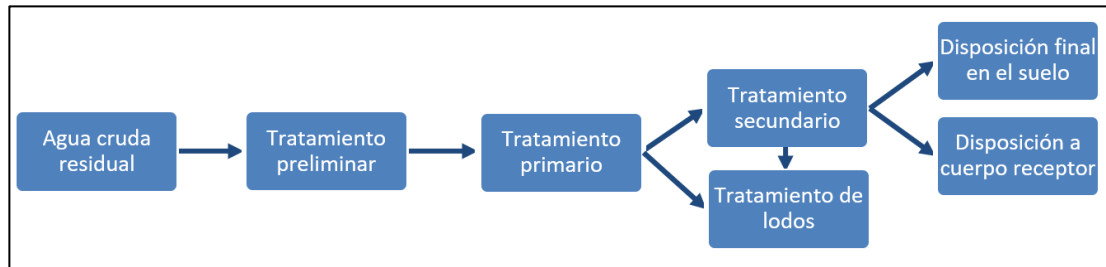 Agua cruda
residual
Tratamiento
preliminar
Tratamiento
primario
Tratamiento
secundario
Tratamiento de
lodos
Disposición final
en el suelo
Disposición a
cuerpo receptor